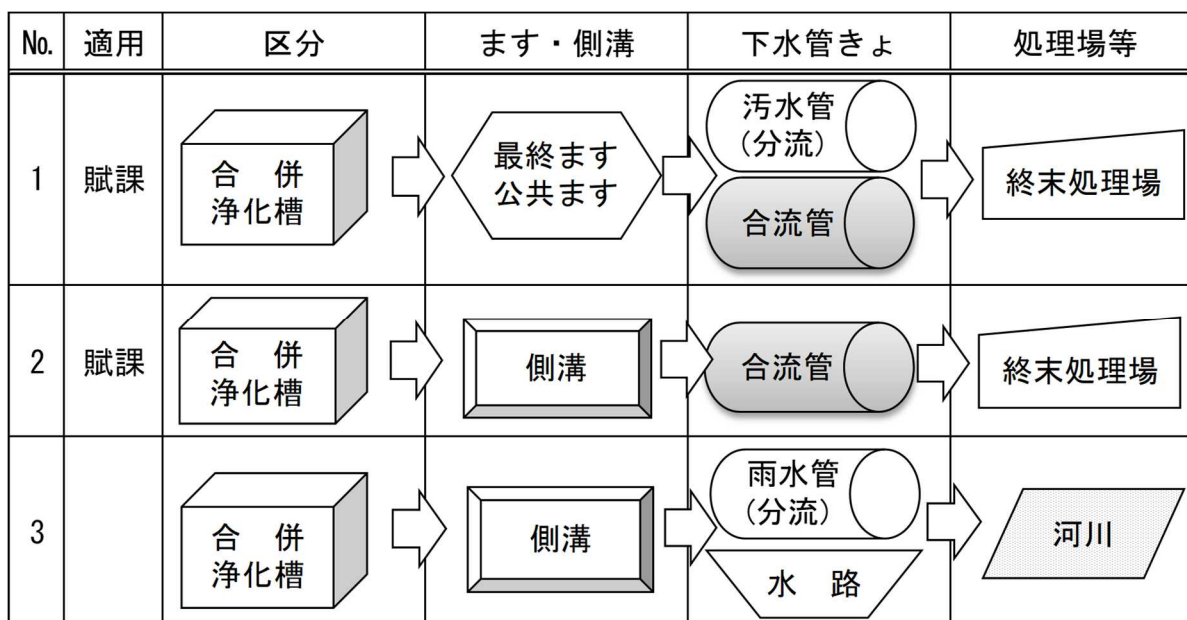 No. 適用 区分 ます・側溝 下水管きょ 処理場等
1 賦課 合 併
浄化槽
最終ます
公共ます
汚水管
(分流)
合流管
終末処理場
2 賦課 合 併
浄化槽
側溝
合流管
終末処理場
3
合 併
浄化槽
側溝
雨水管
(分流)
水 路
河川